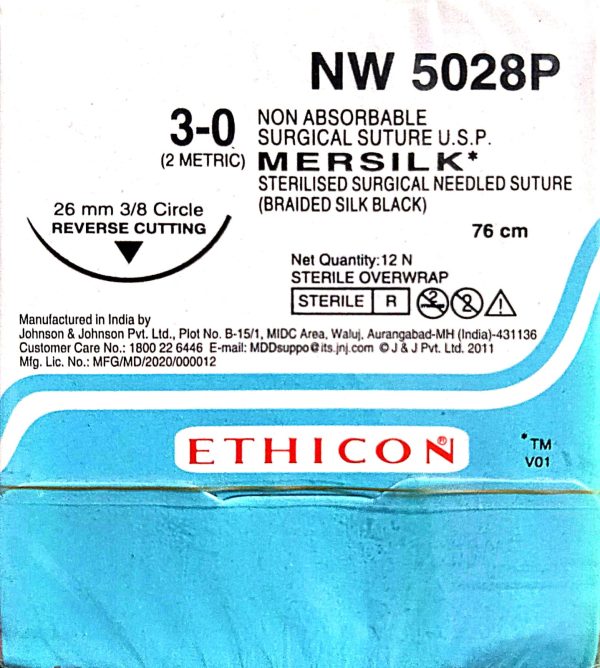 NW 5028P
3-0
(2 METRIC)
NON ABSORBABLE
SURGICAL SUTURE U.S.P.
MERSILK*
STERILISED SURGICAL NEEDLED SUTURE
(BRAIDED SILK BLACK)
76 cm
26 mm 3/8 Circle
REVERSE CUTTING
Net Quantity:12 N
STERILE OVERWRAP
STERILE R
2
2
Manufactured in India by
Johnson & Johnson Pvt. Ltd., Plot No. B-15/1, MIDC Area, Waluj, Aurangabad-MH (India)-431136
Customer Care No.: 1800 22 6446 E-mail: MDDsuppo@its.jnj.com © J & J Pvt. Ltd. 2011
Mfg. Lic. No.: MFG/MD/2020/000012
ETHICON®
*TM
V01